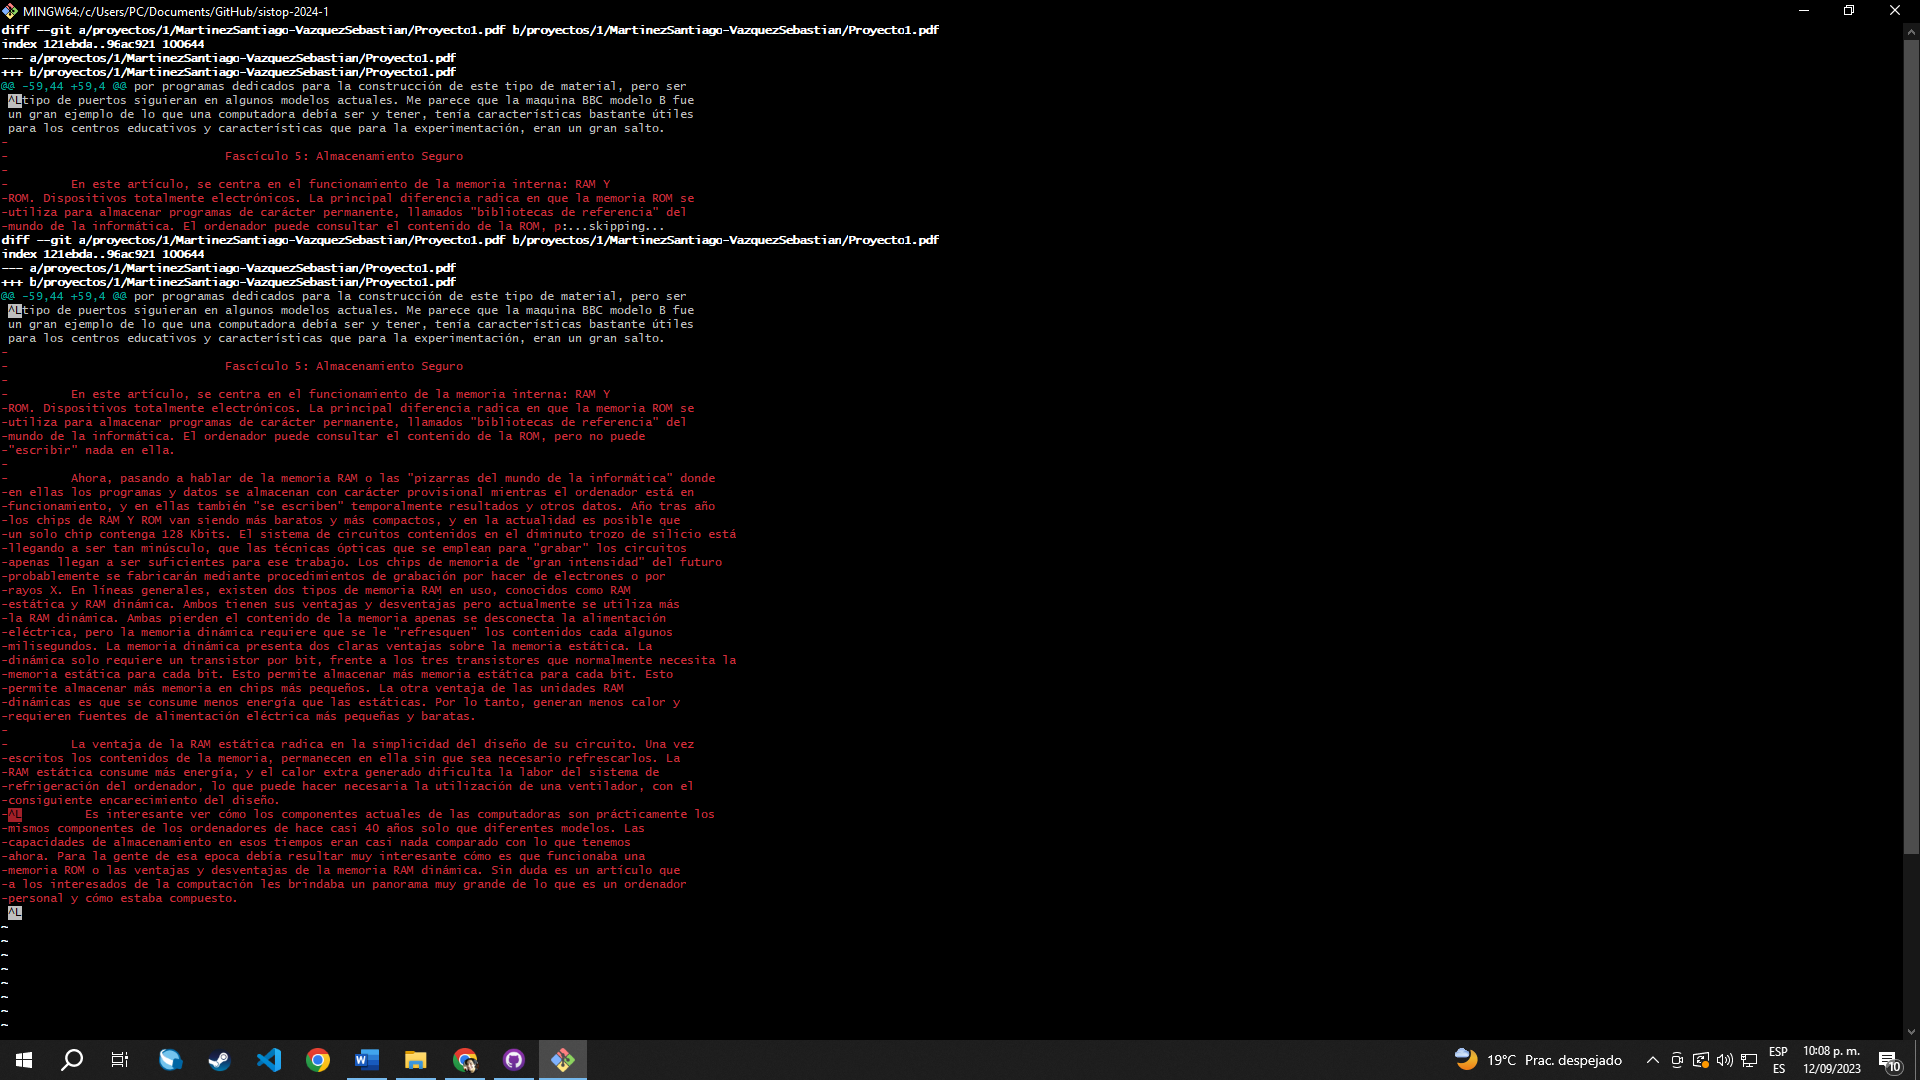 MINGW64:/c/Users/PC/Documents/GitHub/sistop-2024-1
diff --git a/proyectos/1/MartinezSantiago-VazquezSebastian/Proyecto1.pdf b/proyectos/1/MartinezSantiago-VazquezSebastian/Proyecto1.pdf
index 121ebda..96ac921 100644
--- a/proyectos/1/MartinezSantiago-VazquezSebastian/Proyecto1.pdf
+++ b/proyectos/1/MartinezSantiago-VazquezSebastian/Proyecto1.pdf
@@ -59,44 +59,4 @@ por programas dedicados para la construcción de este tipo de material, pero ser
 ^Ltipo de puertos siguieran en algunos modelos actuales. Me parece que la maquina BBC modelo B fue
 un gran ejemplo de lo que una computadora debía ser y tener, tenía características bastante útiles
 para los centros educativos y características que para la experimentación, eran un gran salto.
-
-                               Fascículo 5: Almacenamiento Seguro
-
-         En este artículo, se centra en el funcionamiento de la memoria interna: RAM Y
-ROM. Dispositivos totalmente electrónicos. La principal diferencia radica en que la memoria ROM se
-utiliza para almacenar programas de carácter permanente, llamados "bibliotecas de referencia" del
-mundo de la informática. El ordenador puede consultar el contenido de la ROM, p:...skipping...
diff --git a/proyectos/1/MartinezSantiago-VazquezSebastian/Proyecto1.pdf b/proyectos/1/MartinezSantiago-VazquezSebastian/Proyecto1.pdf
index 121ebda..96ac921 100644
--- a/proyectos/1/MartinezSantiago-VazquezSebastian/Proyecto1.pdf
+++ b/proyectos/1/MartinezSantiago-VazquezSebastian/Proyecto1.pdf
@@ -59,44 +59,4 @@ por programas dedicados para la construcción de este tipo de material, pero ser
 ^Ltipo de puertos siguieran en algunos modelos actuales. Me parece que la maquina BBC modelo B fue
 un gran ejemplo de lo que una computadora debía ser y tener, tenía características bastante útiles
 para los centros educativos y características que para la experimentación, eran un gran salto.
-
-                               Fascículo 5: Almacenamiento Seguro
-
-         En este artículo, se centra en el funcionamiento de la memoria interna: RAM Y
-ROM. Dispositivos totalmente electrónicos. La principal diferencia radica en que la memoria ROM se
-utiliza para almacenar programas de carácter permanente, llamados "bibliotecas de referencia" del
-mundo de la informática. El ordenador puede consultar el contenido de la ROM, pero no puede
-"escribir" nada en ella.
-
-         Ahora, pasando a hablar de la memoria RAM o las "pizarras del mundo de la informática" donde
-en ellas los programas y datos se almacenan con carácter provisional mientras el ordenador está en
-funcionamiento, y en ellas también "se escriben" temporalmente resultados y otros datos. Año tras año
-los chips de RAM Y ROM van siendo más baratos y más compactos, y en la actualidad es posible que
-un solo chip contenga 128 Kbits. El sistema de circuitos contenidos en el diminuto trozo de silicio está
-llegando a ser tan minúsculo, que las técnicas ópticas que se emplean para "grabar" los circuitos
-apenas llegan a ser suficientes para ese trabajo. Los chips de memoria de "gran intensidad" del futuro
-probablemente se fabricarán mediante procedimientos de grabación por hacer de electrones o por
-rayos X. En líneas generales, existen dos tipos de memoria RAM en uso, conocidos como RAM
-estática y RAM dinámica. Ambos tienen sus ventajas y desventajas pero actualmente se utiliza más
-la RAM dinámica. Ambas pierden el contenido de la memoria apenas se desconecta la alimentación
-eléctrica, pero la memoria dinámica requiere que se le "refresquen" los contenidos cada algunos
-milisegundos. La memoria dinámica presenta dos claras ventajas sobre la memoria estática. La
-dinámica solo requiere un transistor por bit, frente a los tres transistores que normalmente necesita la
-memoria estática para cada bit. Esto permite almacenar más memoria estática para cada bit. Esto
-permite almacenar más memoria en chips más pequeños. La otra ventaja de las unidades RAM
-dinámicas es que se consume menos energía que las estáticas. Por lo tanto, generan menos calor y
-requieren fuentes de alimentación eléctrica más pequeñas y baratas.
-
-         La ventaja de la RAM estática radica en la simplicidad del diseño de su circuito. Una vez
-escritos los contenidos de la memoria, permanecen en ella sin que sea necesario refrescarlos. La
-RAM estática consume más energía, y el calor extra generado dificulta la labor del sistema de
-refrigeración del ordenador, lo que puede hacer necesaria la utilización de una ventilador, con el
-consiguiente encarecimiento del diseño.
-^L         Es interesante ver cómo los componentes actuales de las computadoras son prácticamente los
-mismos componentes de los ordenadores de hace casi 40 años solo que diferentes modelos. Las
-capacidades de almacenamiento en esos tiempos eran casi nada comparado con lo que tenemos
-ahora. Para la gente de esa epoca debía resultar muy interesante cómo es que funcionaba una
-memoria ROM o las ventajas y desventajas de la memoria RAM dinámica. Sin duda es un artículo que
-a los interesados de la computación les brindaba un panorama muy grande de lo que es un ordenador
-personal y cómo estaba compuesto.
 ^L
~
~
~
~
~
~
~
~
19°C Prac. despejado
ESP
ES
10:08 p. m.
12/09/2023
10